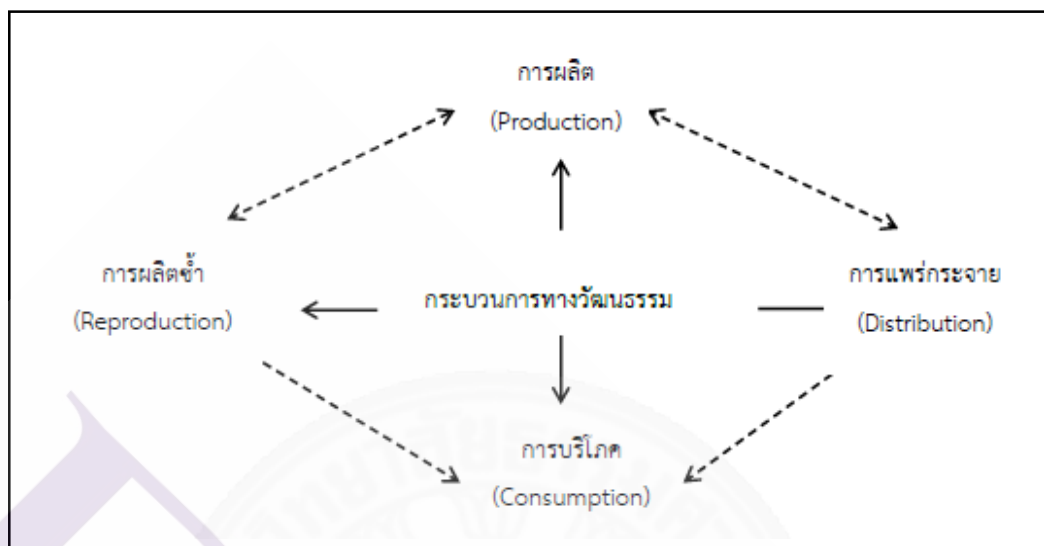 การผลิต
(Production)
การผลิตซ้ำ
(Reproduction)
กระบวนการทางวัฒนธรรม
การแพร่กระจาย
(Distribution)
การบริโภค
(Consumption)